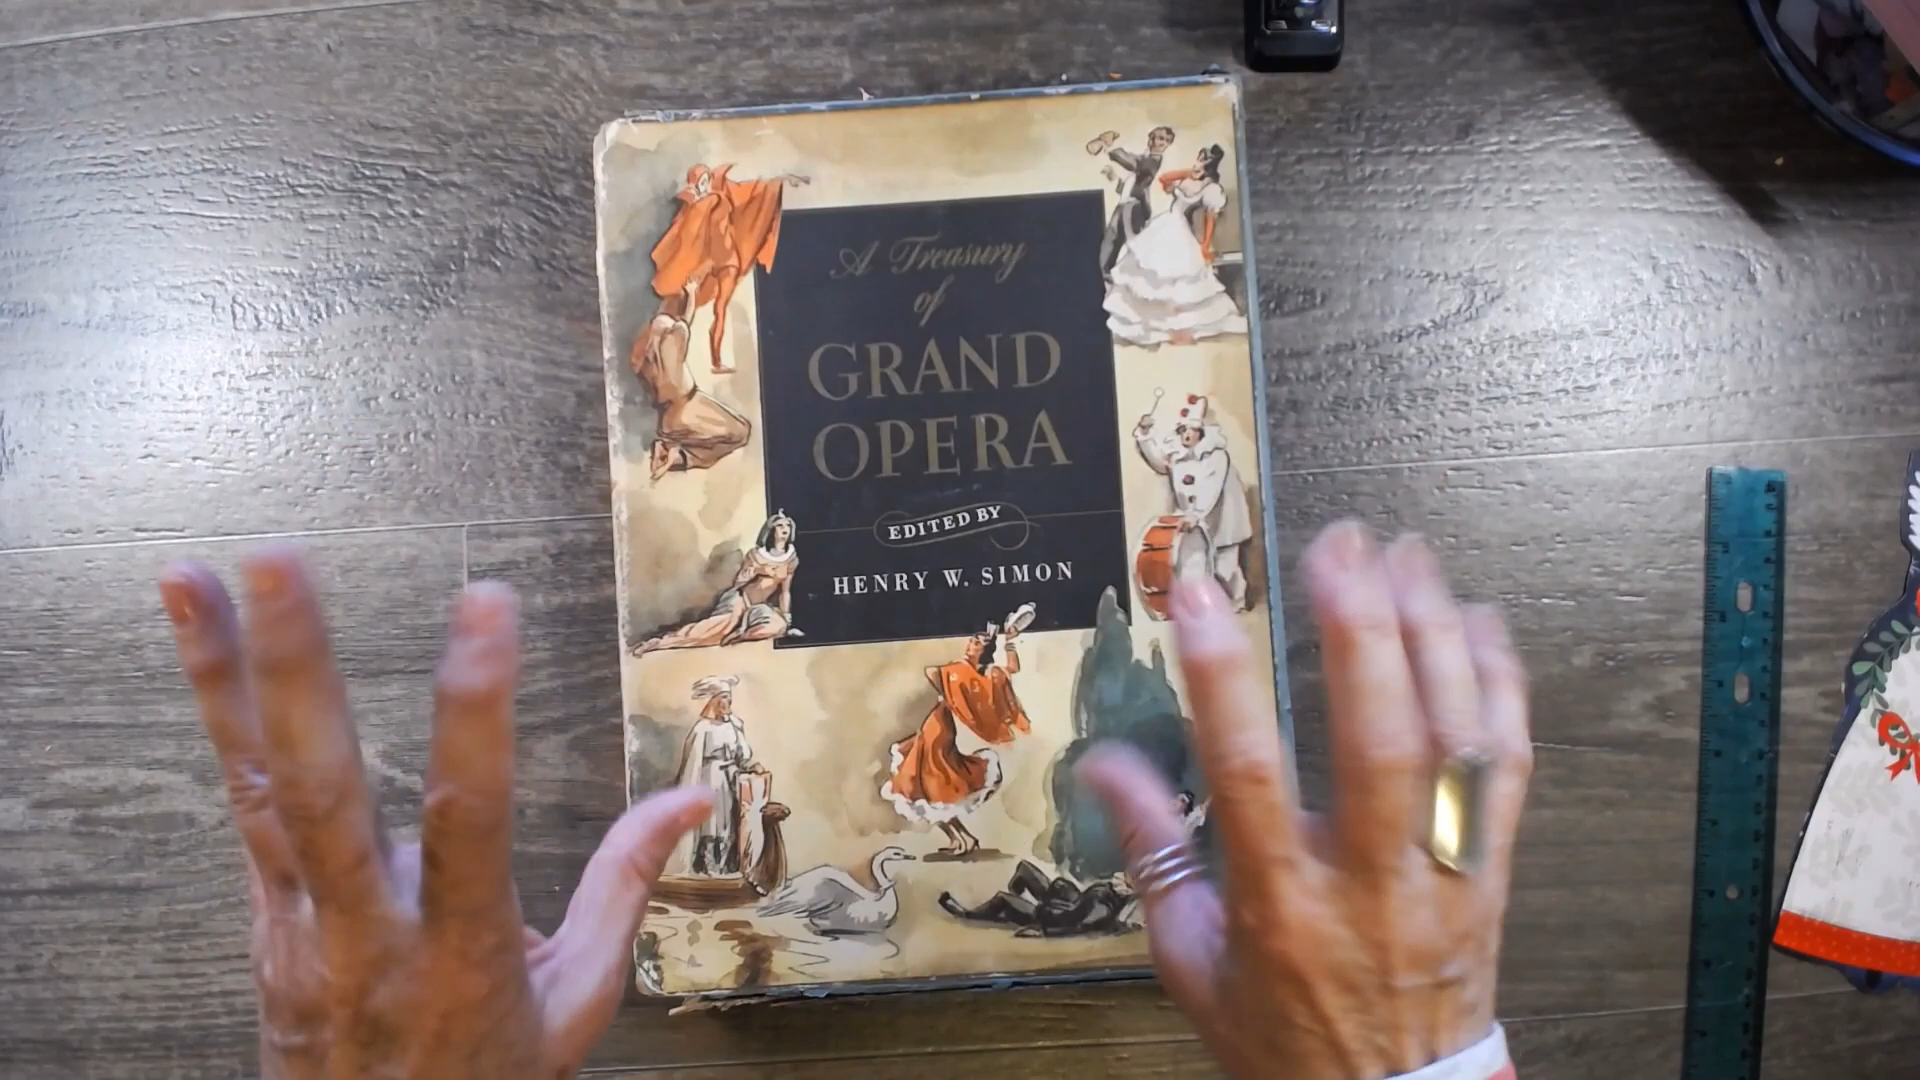 A Treasury
of
GRAND
OPERA
EDITED BY
HENRY W. SIMON